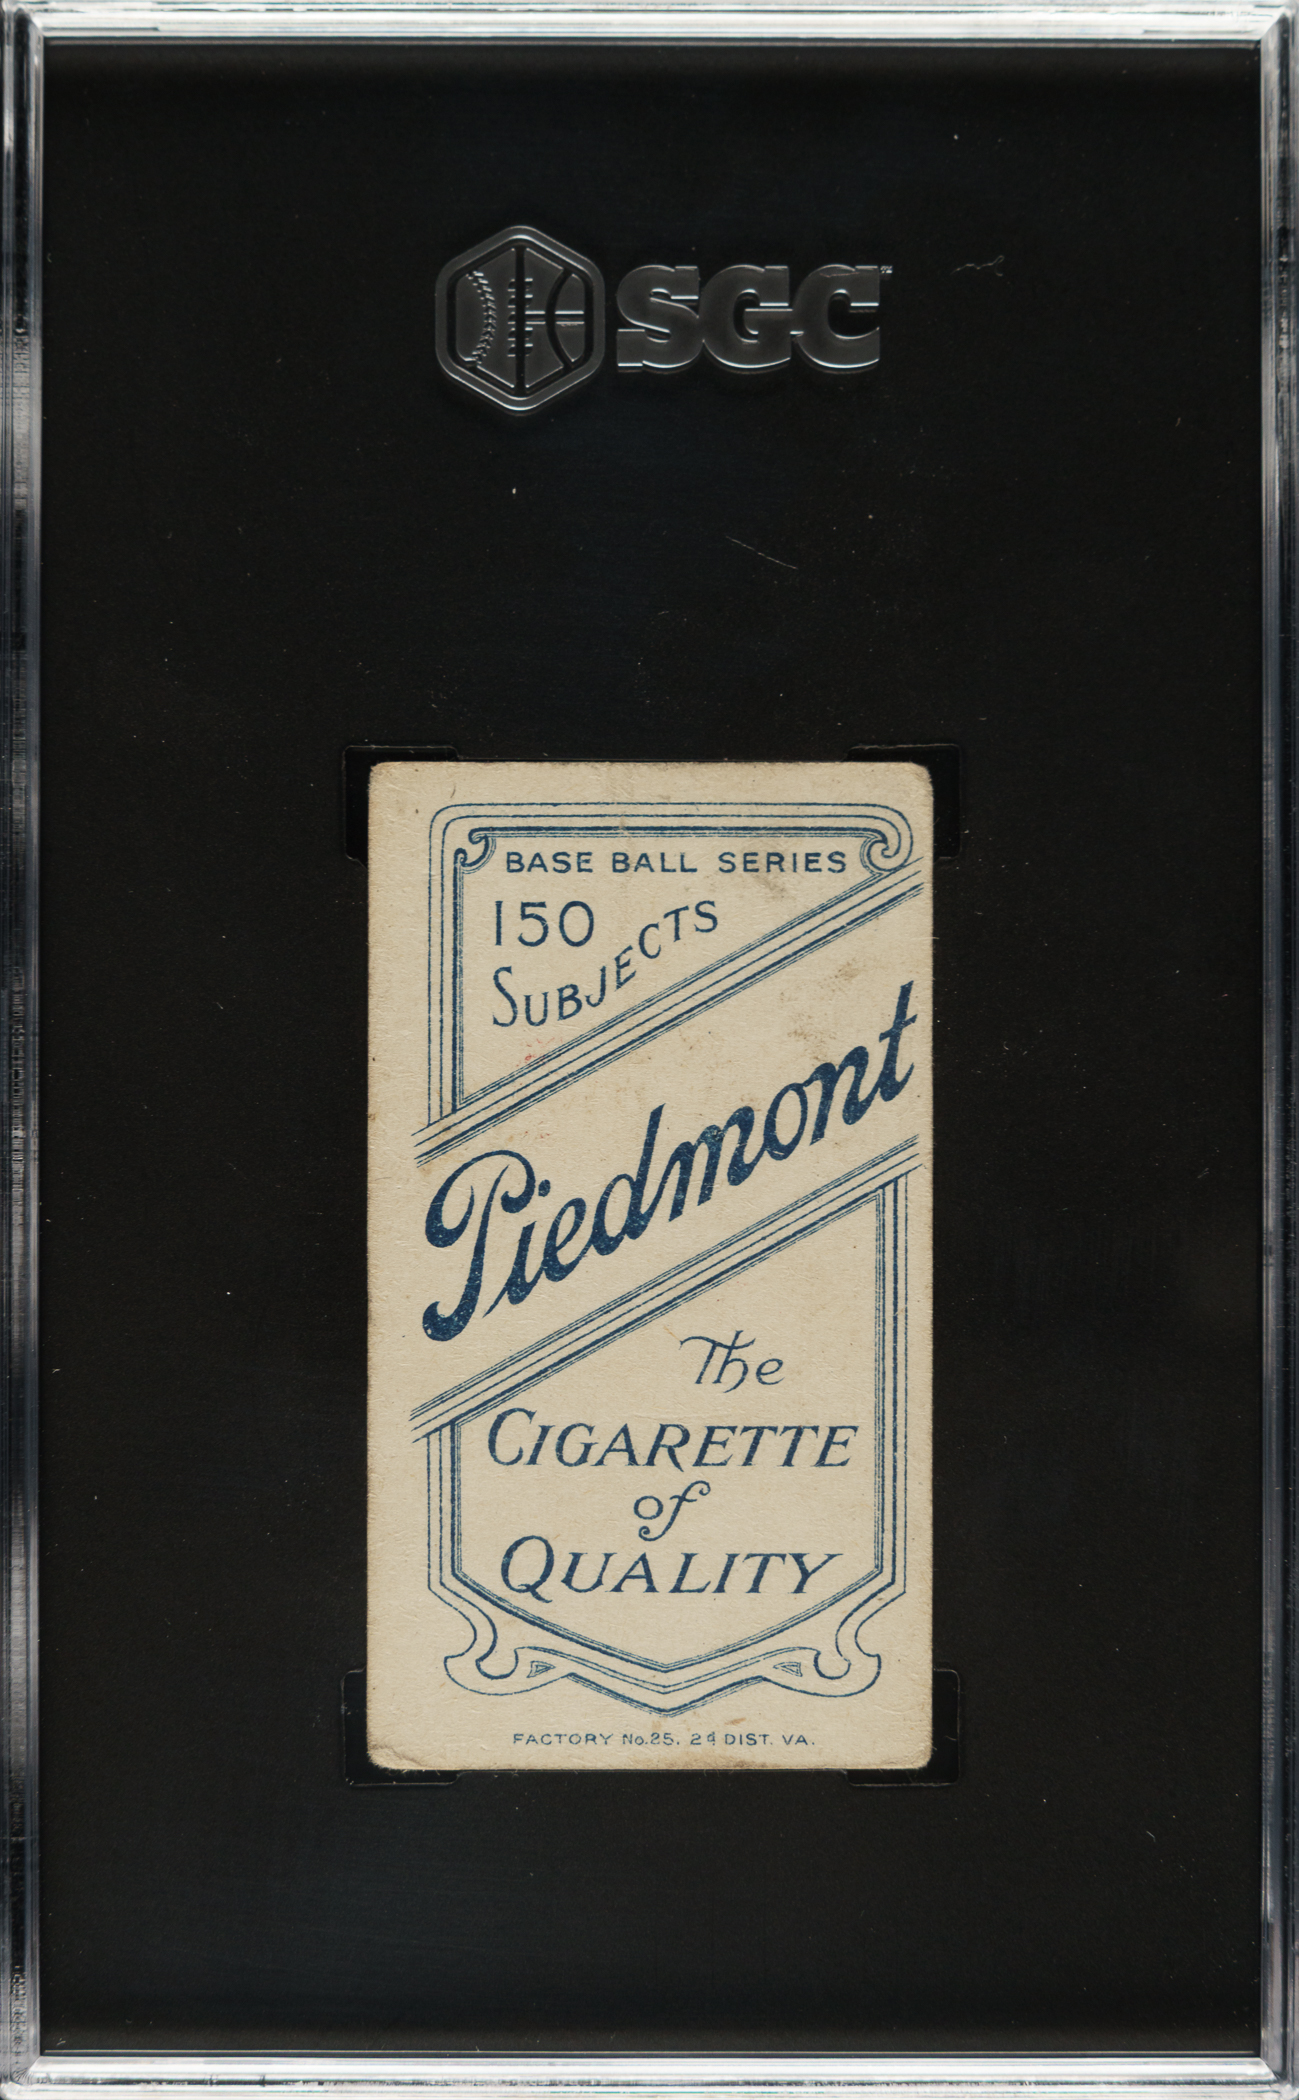 SGC
BASE BALL SERIES
150
SUBJECTS
Piedmont
The
CIGARETTE
of
QUALITY
FACTORY No.25. 2d DIST. VA.